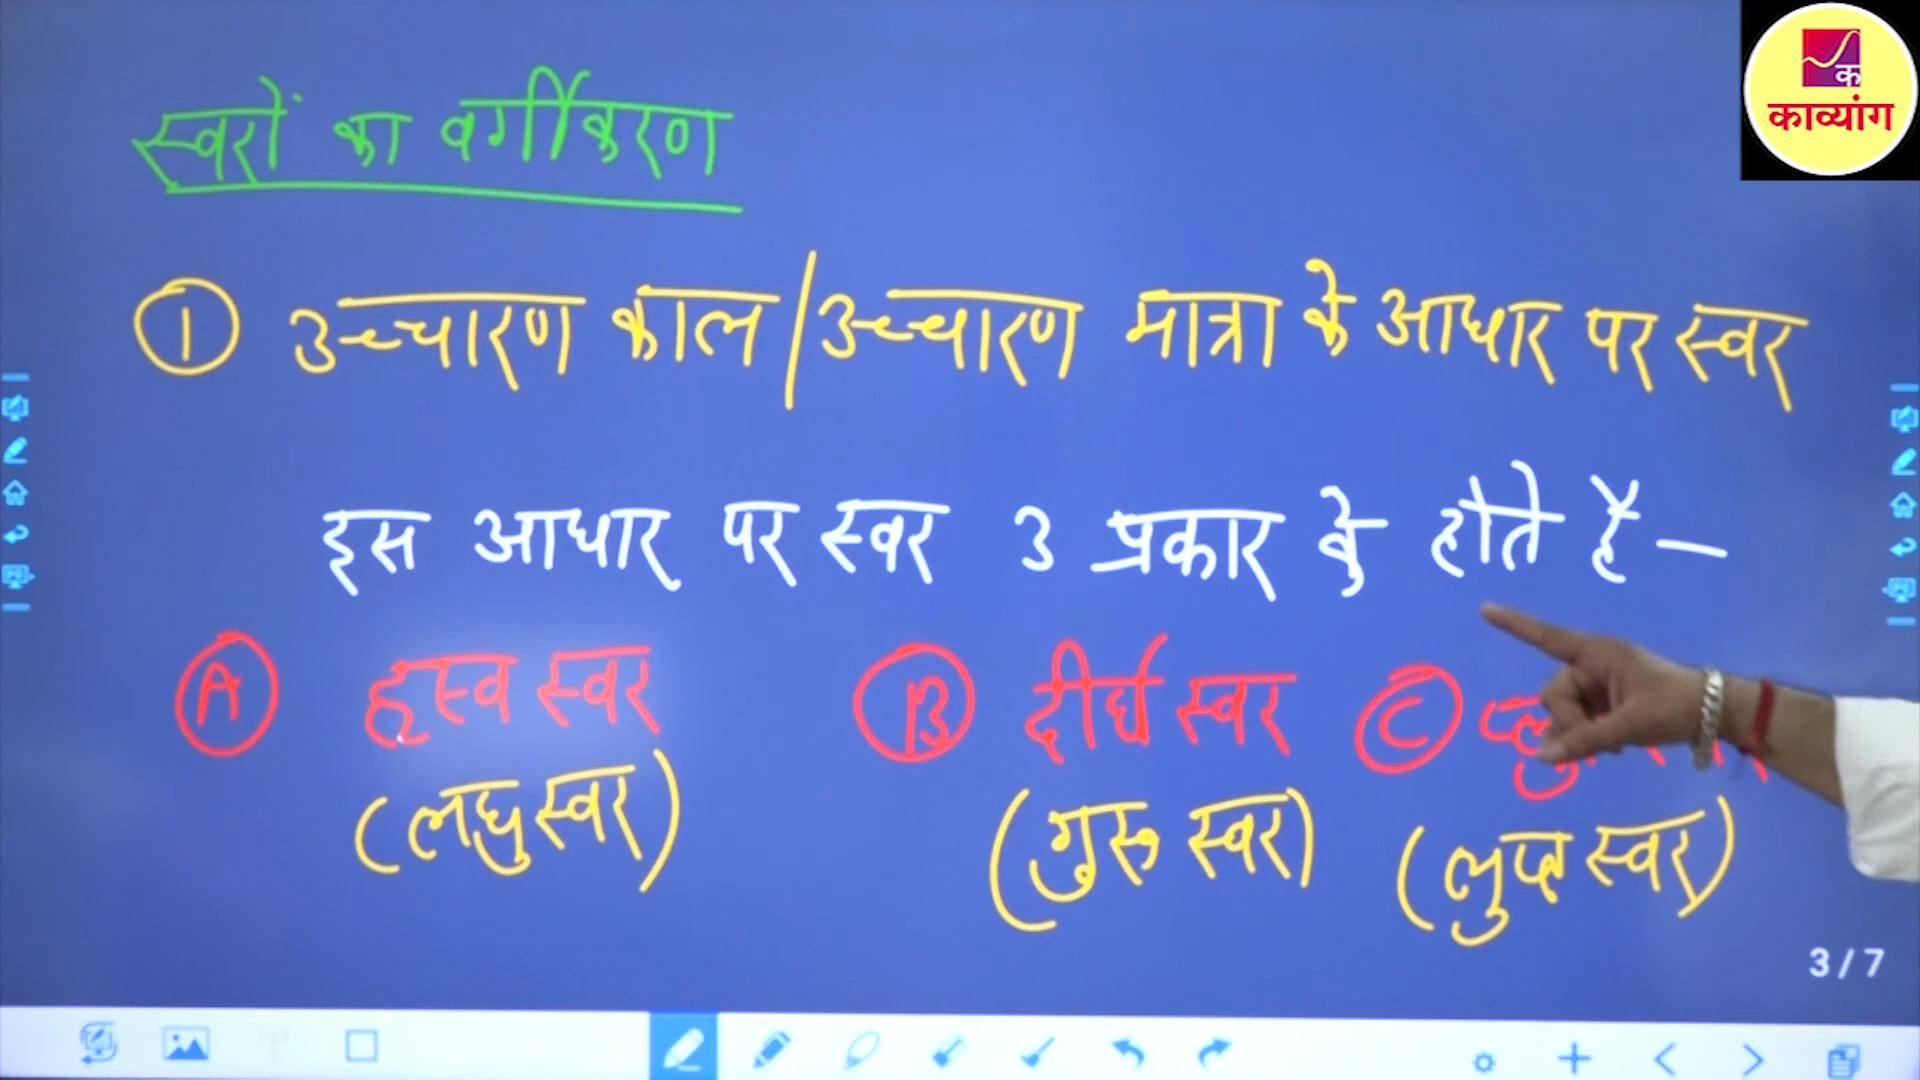 क
काव्यांग
स्वरों का वर्गीकरण
1 उच्चारण काल/उच्चारण मात्रा के आधार पर स्वर
इस आधार पर स्वर 3 प्रकार के होते हैं—
A ह्रस्व स्वर B दीर्घ स्वर C
(लघु स्वर) (गुरु स्वर) (लुप्त स्वर)
3 / 7